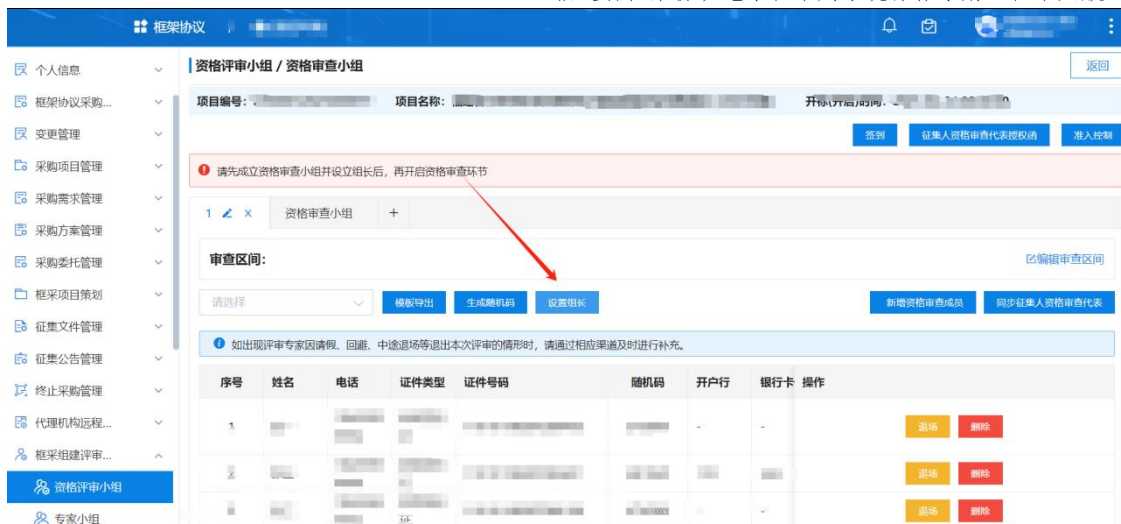 框架协议
个人信息
框架协议采购...
变更管理
采购项目管理
采购需求管理
采购方案管理
采购委托管理
框采项目策划
征集文件管理
征集公告管理
终止采购管理
代理机构远程...
框采组建评审...
资格评审小组
专家小组
资格评审小组 / 资格审查小组
返回
项目编号：
项目名称：
开标(开启)时间：
签到
征集人资格审查代表授权函
准入控制
请先成立资格审查小组并设立组长后，再开启资格审查环节
1
资格审查小组
+
审查区间：
编辑审查区间
请选择
模板导出
生成随机码
设置组长
新增资格审查成员
同步征集人资格审查代表
如出现评审专家因请假、回避、中途退场等退出本次评审的情形时，请通过相应渠道及时进行补充。
序号 姓名 电话 证件类型 证件号码 随机码 开户行 银行卡 操作
- -
退场 删除
退场 删除
证 - 退场 删除